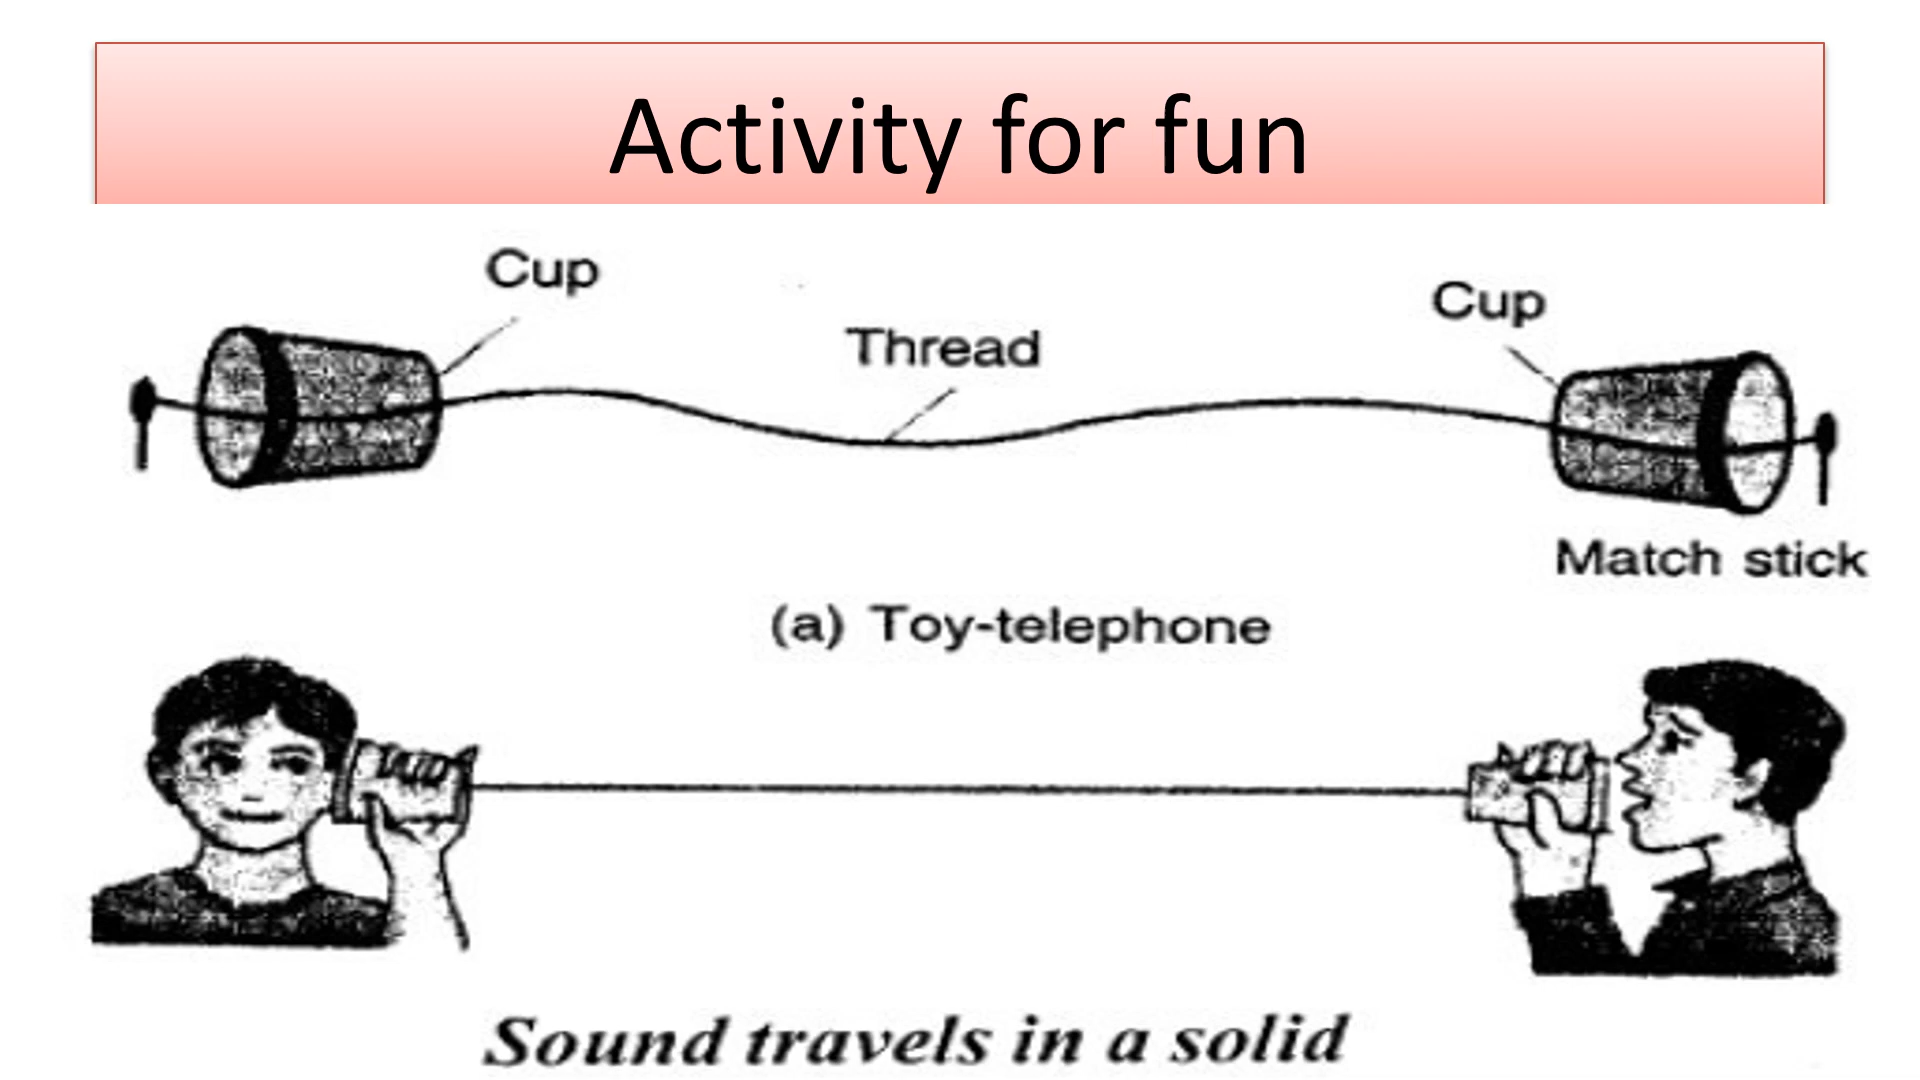 Activity for fun
Cup
Cup
Thread
Match stick
(a) Toy-telephone
Sound travels in a solid